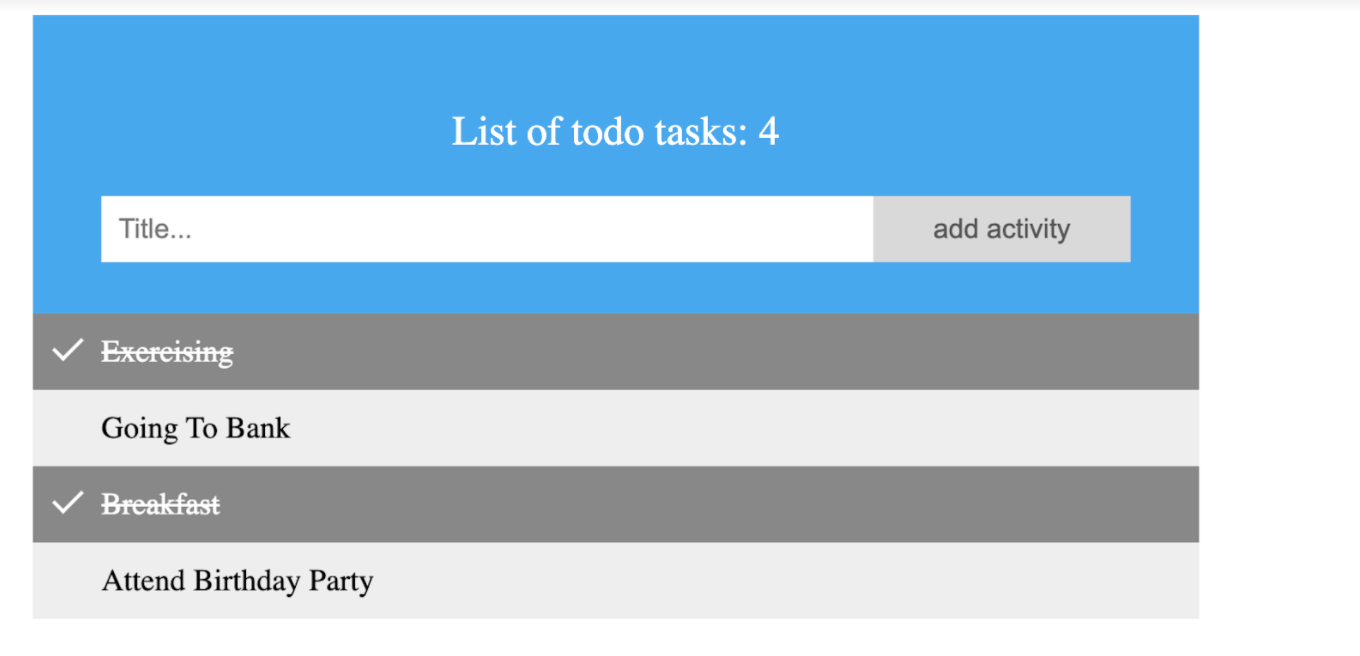 List of todo tasks: 4
Title...
add activity
Exercising
Going To Bank
Breakfast
Attend Birthday Party